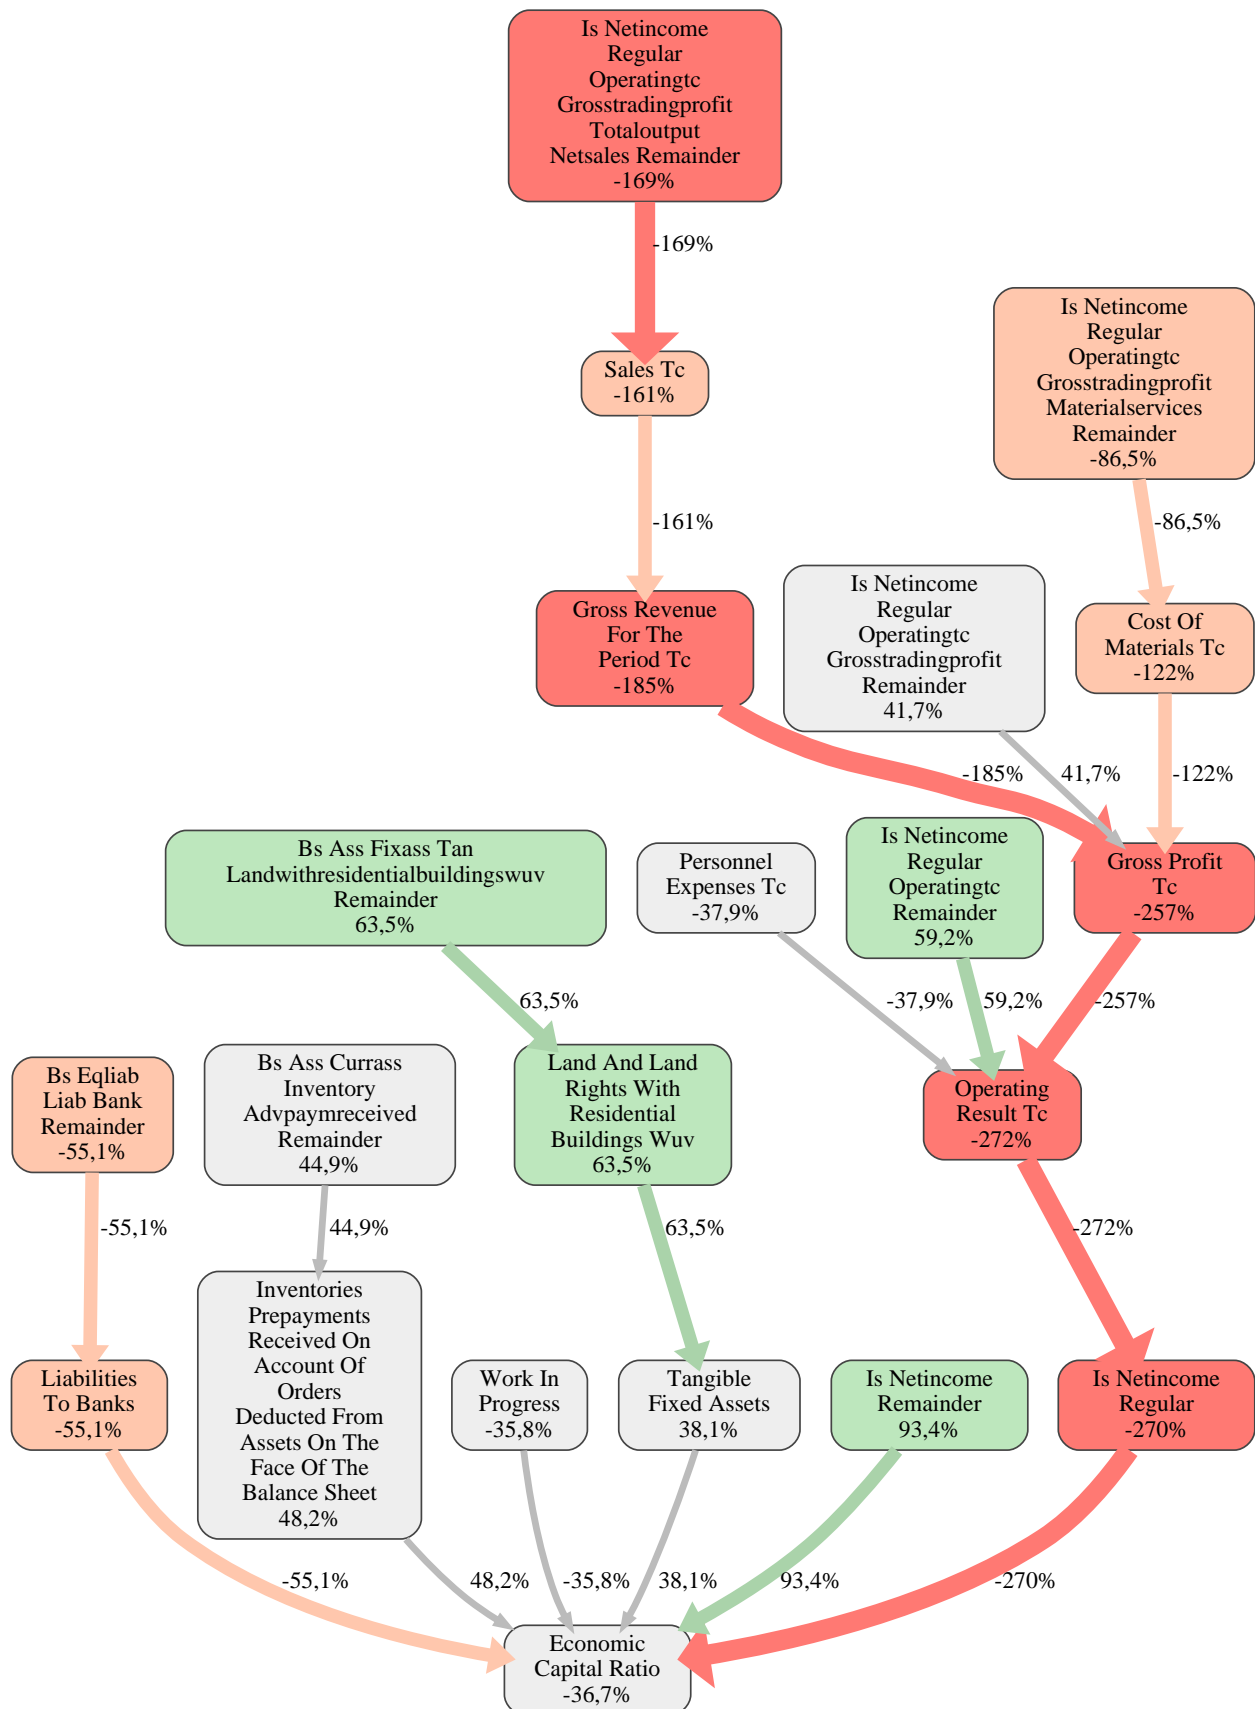 Is Netincome
Regular
Operatingtc
Grosstradingprofit
Totaloutput
Netsales Remainder
-169%
-169%
Is Netincome
Regular
Operatingtc
Grosstradingprofit
Materialservices
Remainder
-86,5%
Sales Tc
-161%
-161%
-86,5%
Is Netincome
Regular
Operatingtc
Grosstradingprofit
Remainder
41,7%
Gross Revenue
For The
Period Tc
-185%
Cost Of
Materials Tc
-122%
-185%
41,7%
-122%
Bs Ass Fixass Tan
Landwithresidentialbuildingswuv
Remainder
63,5%
Personnel
Expenses Tc
-37,9%
Is Netincome
Regular
Operatingtc
Remainder
59,2%
Gross Profit
Tc
-257%
63,5%
-37,9%
59,2%
-257%
Bs Eqliab
Liab Bank
Remainder
-55,1%
Bs Ass Currass
Inventory
Advpaymreceived
Remainder
44,9%
Land And Land
Rights With
Residential
Buildings Wuv
63,5%
Operating
Result Tc
-272%
-55,1%
44,9%
63,5%
-272%
Liabilities
To Banks
-55,1%
Inventories
Prepayments
Received On
Account Of
Orders
Deducted From
Assets On The
Face Of The
Balance Sheet
48,2%
Work In
Progress
-35,8%
Tangible
Fixed Assets
38,1%
Is Netincome
Remainder
93,4%
Is Netincome
Regular
-270%
-55,1%
48,2%
-35,8%
38,1%
93,4%
-270%
Economic
Capital Ratio
-36,7%